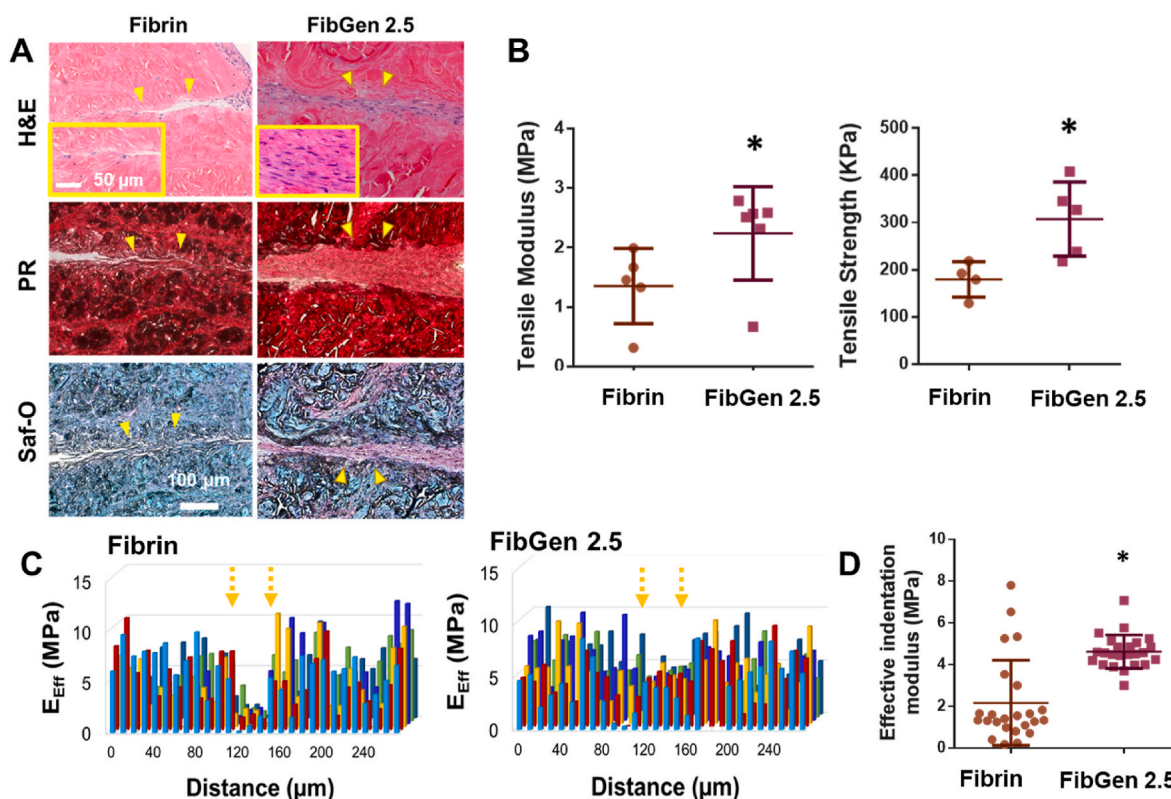 Fibrin
FibGen 2.5
A
H&E
50 µm
PR
Saf-O
100 µm
B
Tensile Modulus (MPa)
4
3
2
1
0
*
Fibrin
FibGen 2.5
Tensile Strength (KPa)
500
400
300
200
100
0
*
Fibrin
FibGen 2.5
C
Fibrin
E_Eff (MPa)
15
10
5
0
0 40 80 120 160 200 240
Distance (µm)
FibGen 2.5
E_Eff (MPa)
15
10
5
0
0 40 80 120 160 200 240
Distance (µm)
D
Effective indentation
modulus (MPa)
10
8
6
4
2
0
*
Fibrin
FibGen 2.5